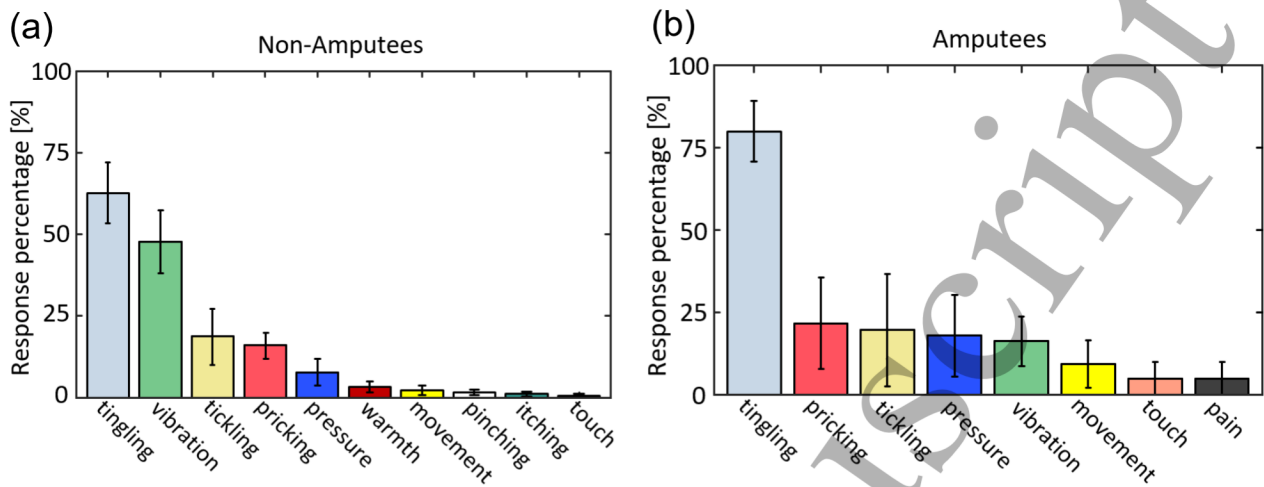 (a)
Non-Amputees
Response percentage [%]
100
75
50
25
0
tingling
vibration
tickling
pricking
pressure
warmth
movement
pinching
itching
touch
(b)
Amputees
Response percentage [%]
100
75
50
25
0
tingling
pricking
tickling
pressure
vibration
movement
touch
pain
script